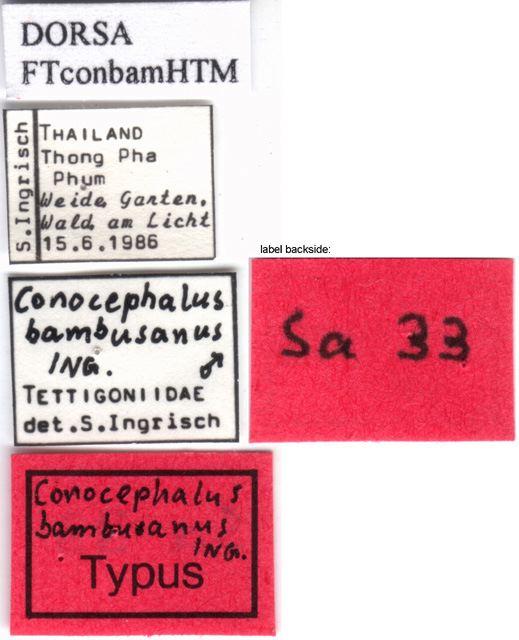 DORSA
FTconbamHTM
S.Ingrisch
THAILAND
Thong Pha
Phum
Weide, Garten,
Wald, am Licht
15.6.1986
label backside:
Conocephalus
bambusanus
ING. ♂
TETTIGONIIDAE
det.S.Ingrisch
Sa 33
Conocephalus
bambusanus
ING.
Typus